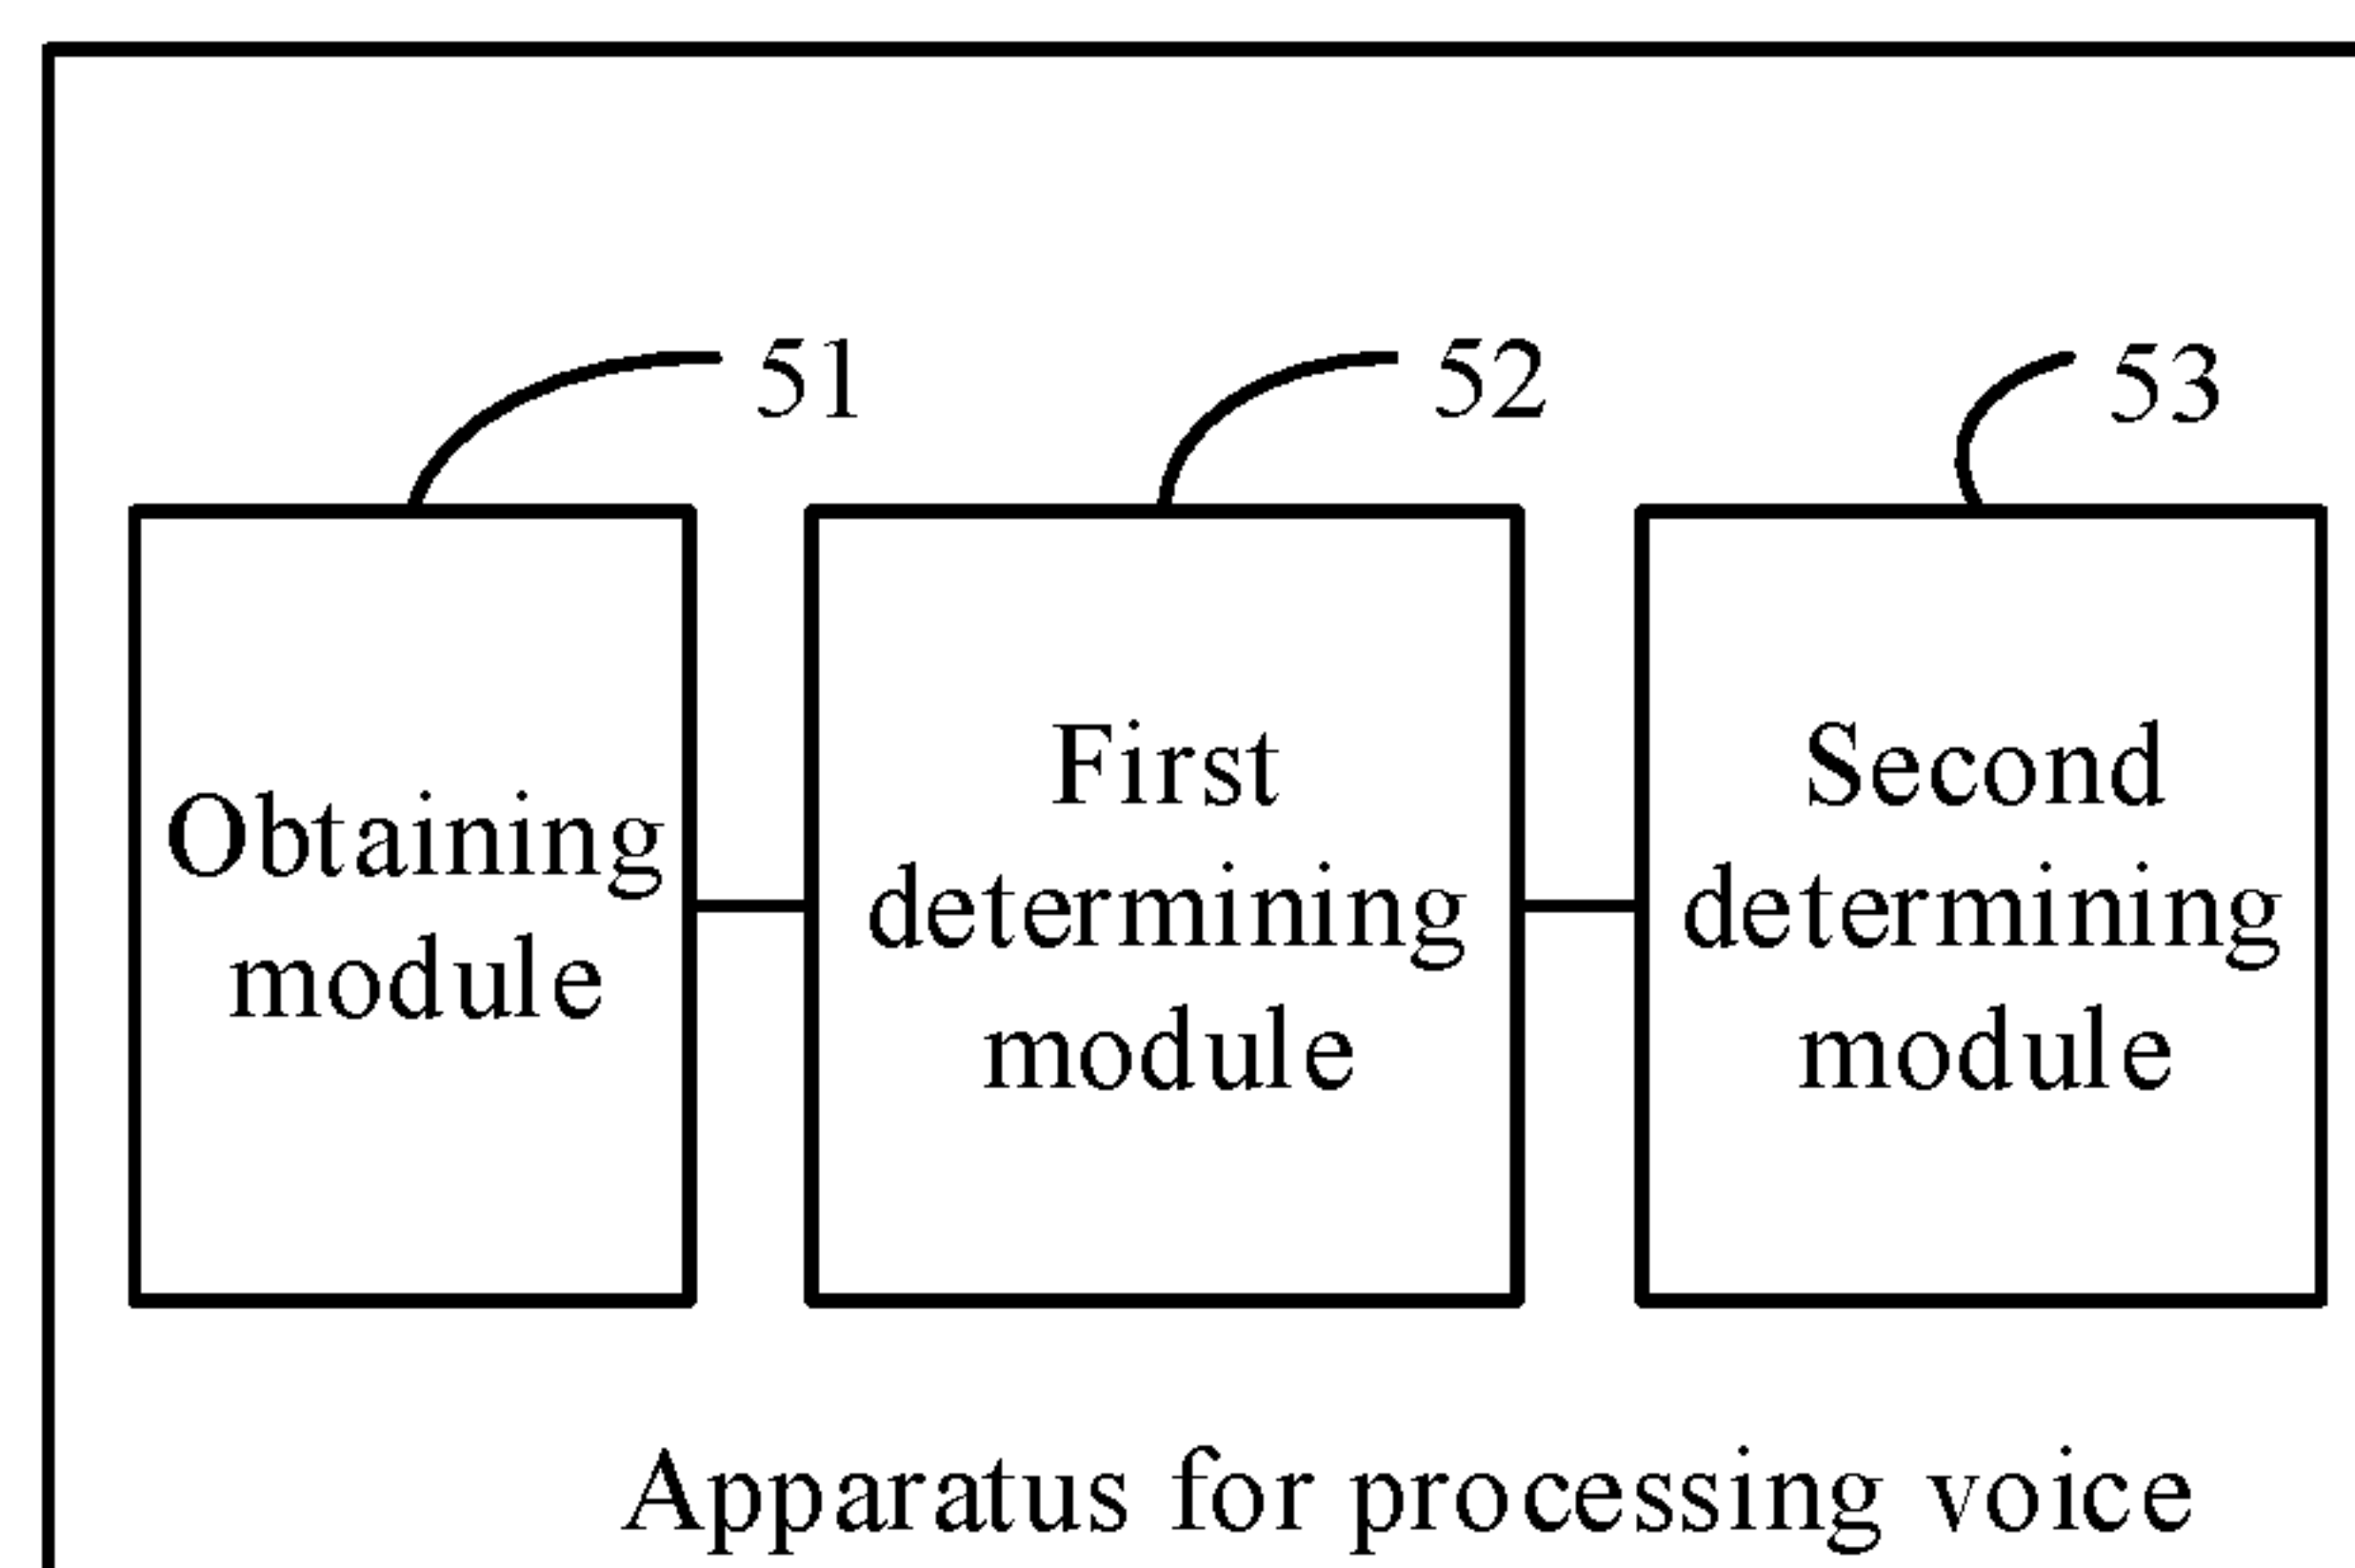 51
52
53
Obtaining
module
First
determining
module
Second
determining
module
Apparatus for processing voice